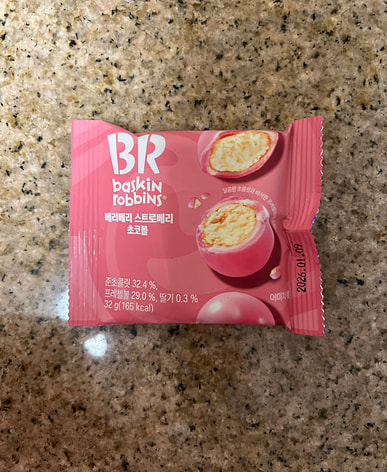 BR
baskin
robbins®
베리베리 스트로베리
초코볼
준초콜릿 32.4 %,
프레첼볼 29.0 %, 딸기 0.3 %
32 g(165 kcal)
2026.01.09